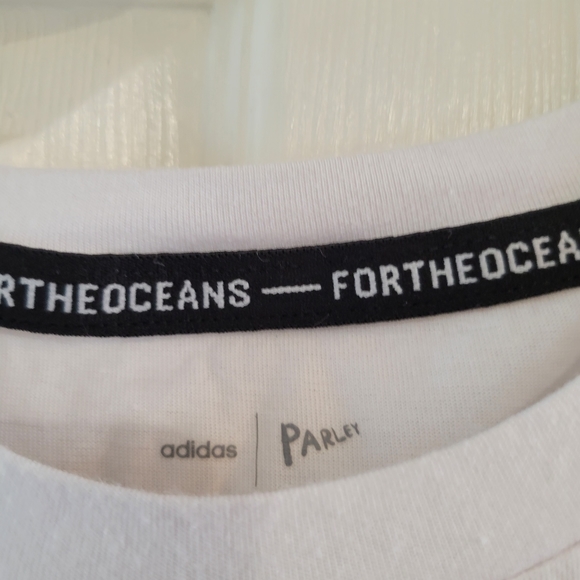 RTHEOCEANS — FORTHEOCEA
adidas | PARLEY